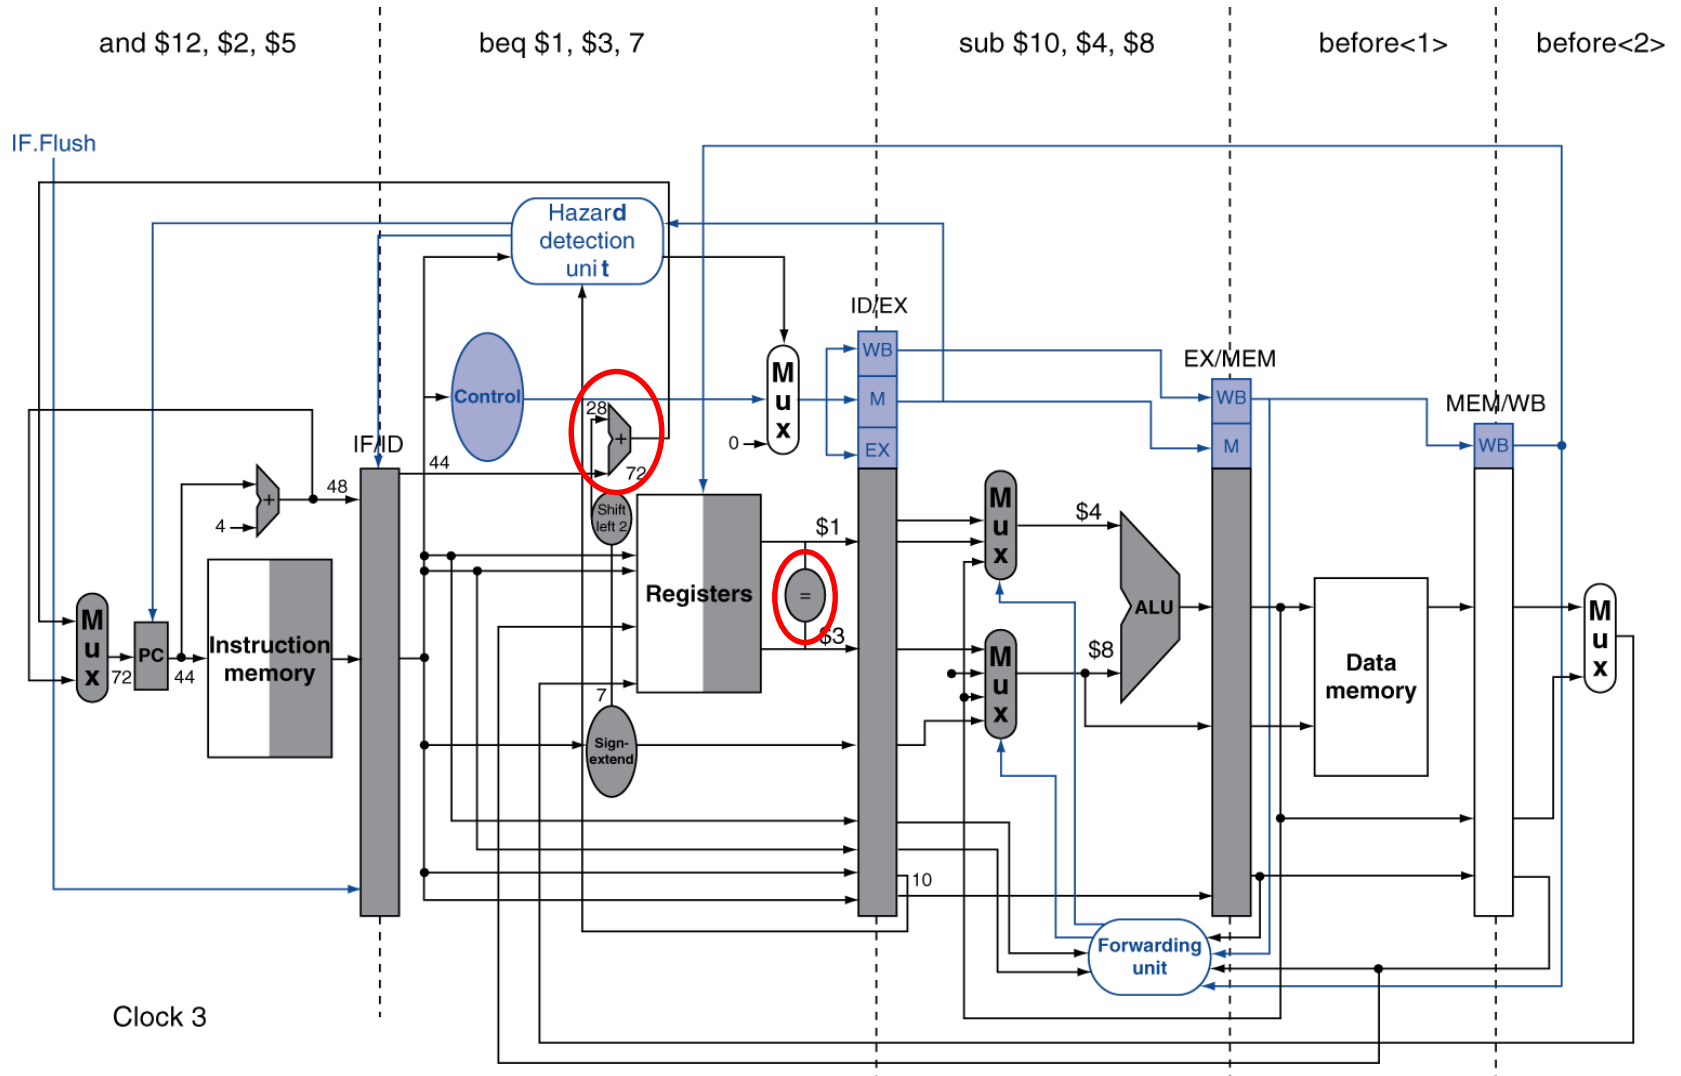 and $12, $2, $5
beq $1, $3, 7
sub $10, $4, $8
before<1>
before<2>
IF.Flush
Hazard
detection
unit
ID/EX
WB
M
EX
Control
M
u
x
0
28
+
72
EX/MEM
WB
M
MEM/WB
WB
IF/ID
44
48
+
4
Shift
left 2
$1
=
$3
Registers
M
u
x
$4
ALU
M
u
x
$8
M
u
x
72
PC
44
Instruction
memory
7
Sign-
extend
Data
memory
M
u
x
10
Forwarding
unit
Clock 3